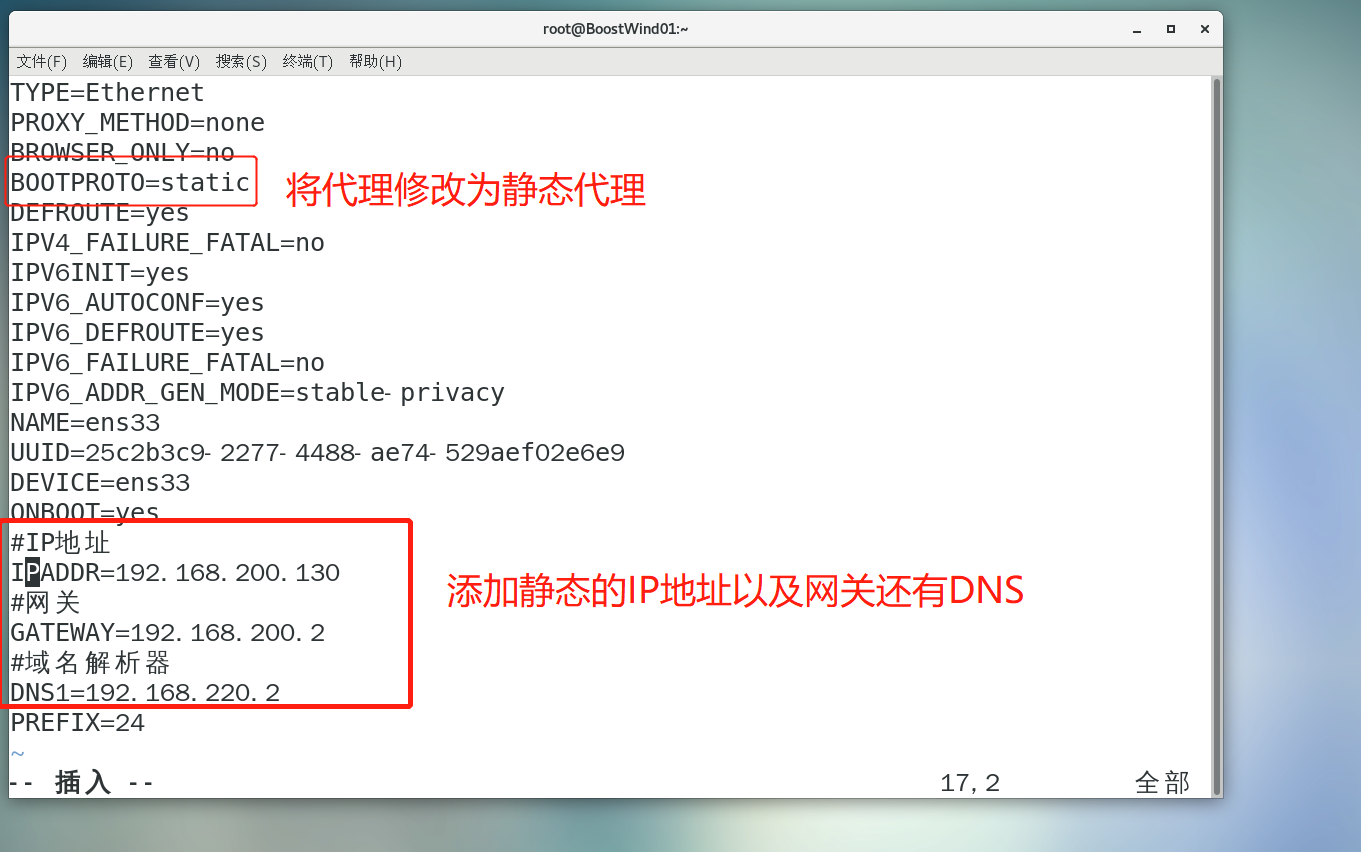 root@BoostWind01:~
文件(F) 编辑(E) 查看(V) 搜索(S) 终端(T) 帮助(H)
TYPE=Ethernet
PROXY_METHOD=none
BROWSER_ONLY=no
BOOTPROTO=static
将代理修改为静态代理
DEFROUTE=yes
IPV4_FAILURE_FATAL=no
IPV6INIT=yes
IPV6_AUTOCONF=yes
IPV6_DEFROUTE=yes
IPV6_FAILURE_FATAL=no
IPV6_ADDR_GEN_MODE=stable-privacy
NAME=ens33
UUID=25c2b3c9-2277-4488-ae74-529aef02e6e9
DEVICE=ens33
ONBOOT=yes
#IP地址
IPADDR=192.168.200.130
添加静态的IP地址以及网关还有DNS
#网关
GATEWAY=192.168.200.2
#域名解析器
DNS1=192.168.220.2
PREFIX=24
~
-- 插入 -- 17,2 全部